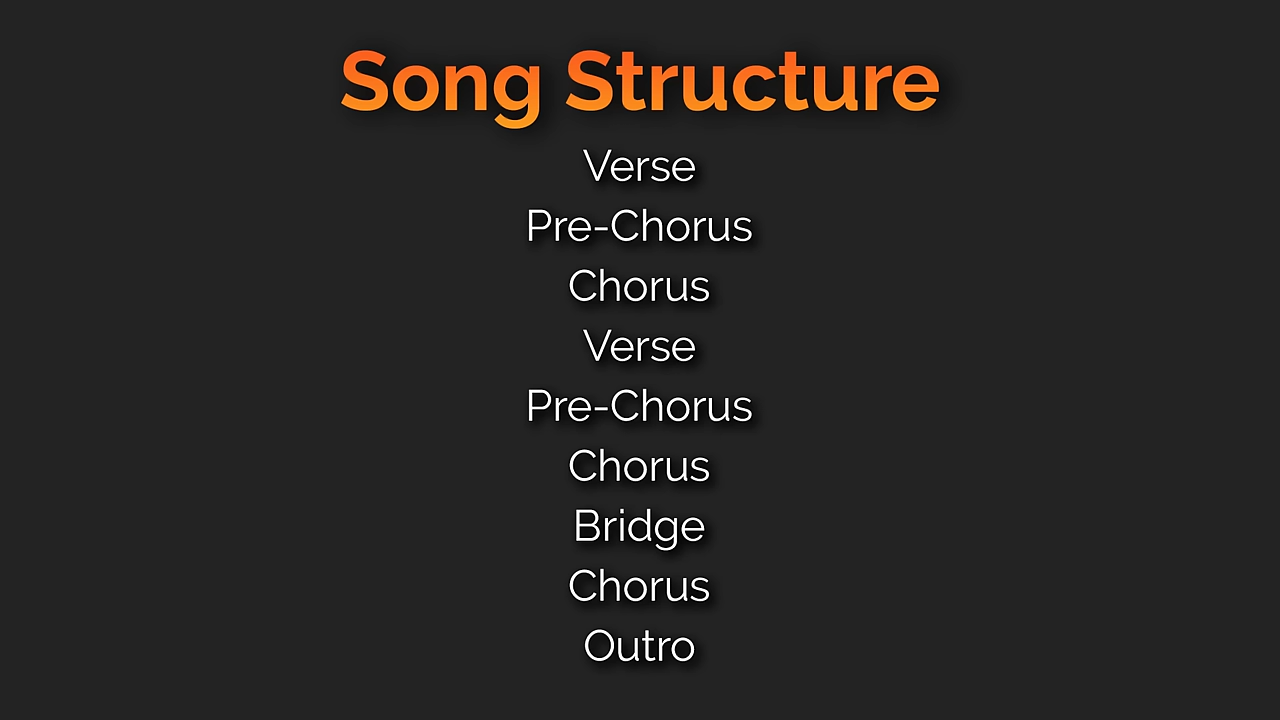 Song Structure
Verse
Pre-Chorus
Chorus
Verse
Pre-Chorus
Chorus
Bridge
Chorus
Outro